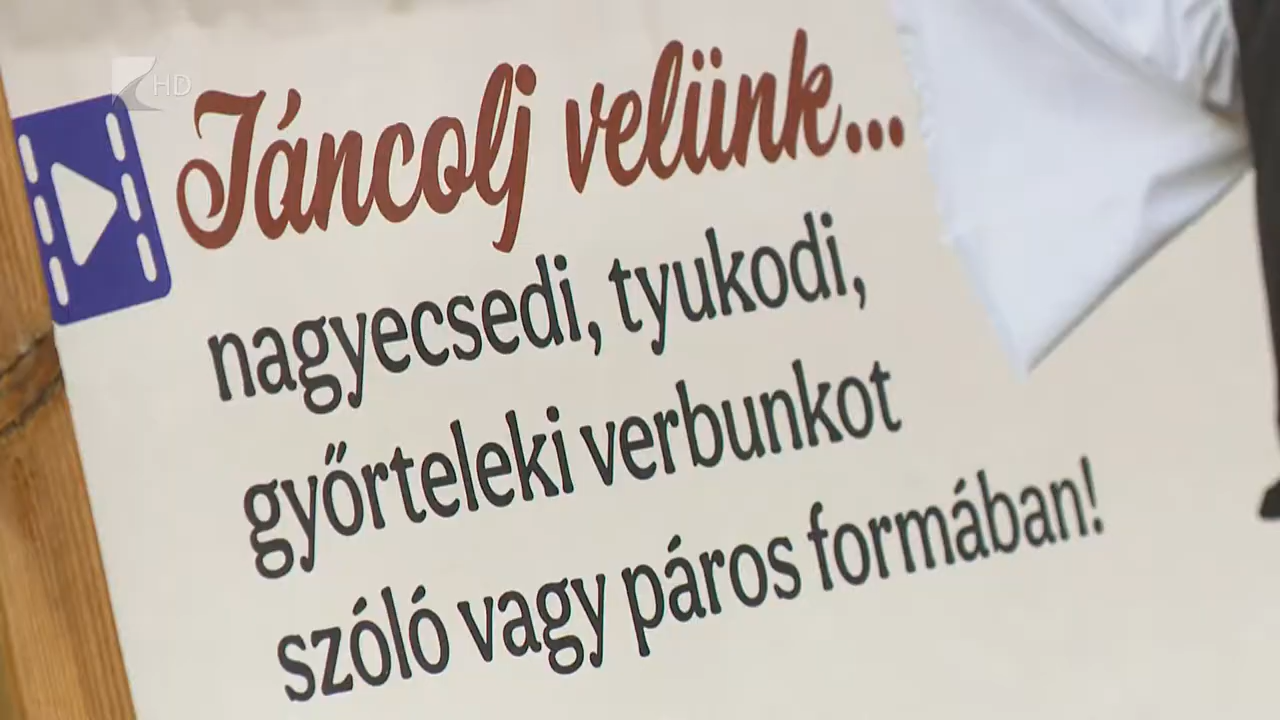 HD
Táncolj velünk...
nagyecsedi, tyukodi,
győrteleki verbunkot
szóló vagy páros formában!